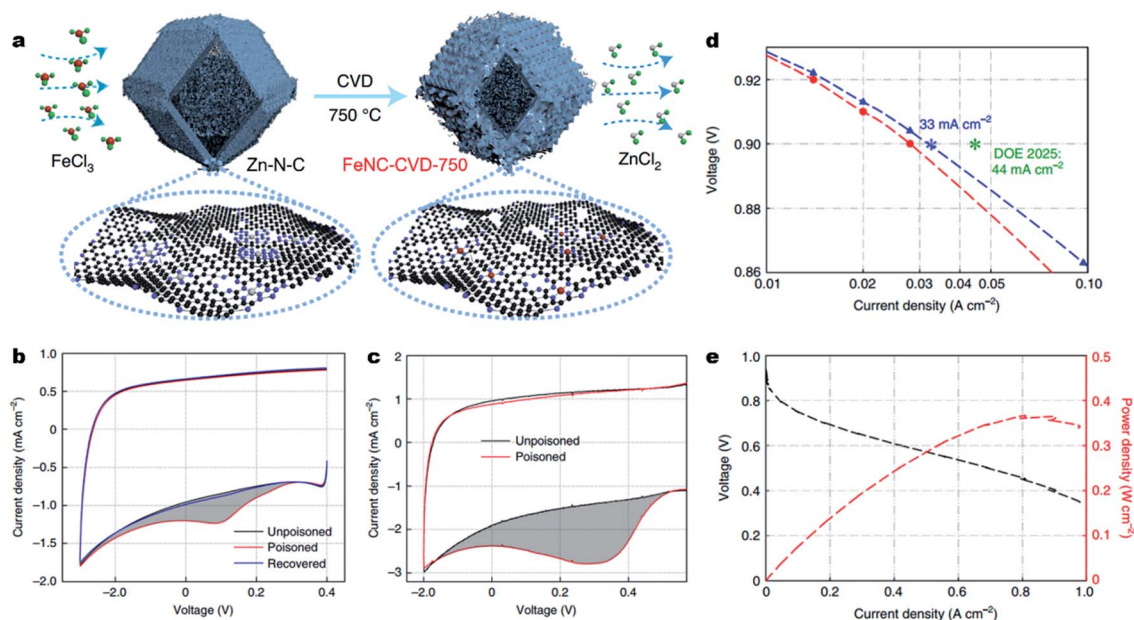 a
FeCl3
Zn-N-C
CVD
750 °C
FeNC-CVD-750
ZnCl2
b
Current density (mA cm−2)
1.0
0.5
0
−0.5
−1.0
−1.5
−2.0
Unpoisoned
Poisoned
Recovered
−2.0 0 0.2 0.4
Voltage (V)
c
Current density (mA cm−2)
2
1
0
−1
−2
−3
Unpoisoned
Poisoned
−2.0 0 0.2 0.4
Voltage (V)
d
Voltage (V)
0.92
0.90
0.88
0.86
33 mA cm−2
DOE 2025:
44 mA cm−2
0.01 0.02 0.03 0.04 0.05 0.10
Current density (A cm−2)
e
Voltage (V)
1.0
0.8
0.6
0.4
0.2
0
0 0.2 0.4 0.6 0.8 1.0
Current density (A cm−2)
0.5
0.4
0.3
0.2
0.1
0
Power density (W cm−2)